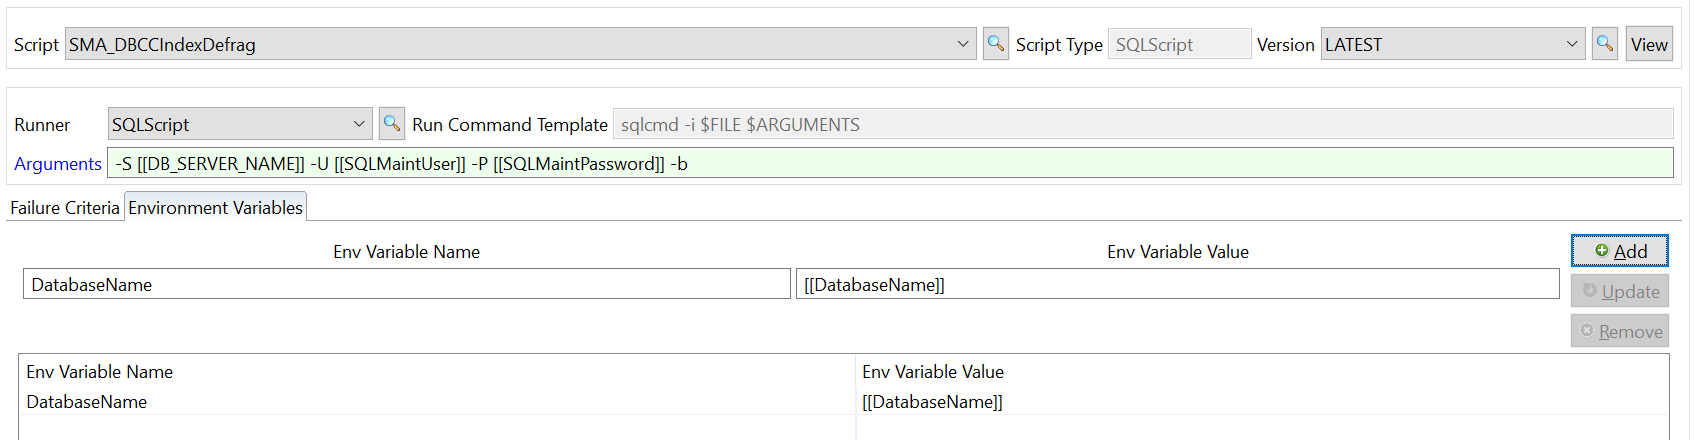 Script SMA_DBCCIndexDefrag Script Type SQLScript Version LATEST View
Runner SQLScript Run Command Template sqlcmd -i $FILE $ARGUMENTS
Arguments -S [[DB_SERVER_NAME]] -U [[SQLMaintUser]] -P [[SQLMaintPassword]] -b
Failure Criteria Environment Variables
Env Variable Name Env Variable Value Add
DatabaseName [[DatabaseName]] Update
Remove
Env Variable Name Env Variable Value
DatabaseName [[DatabaseName]]